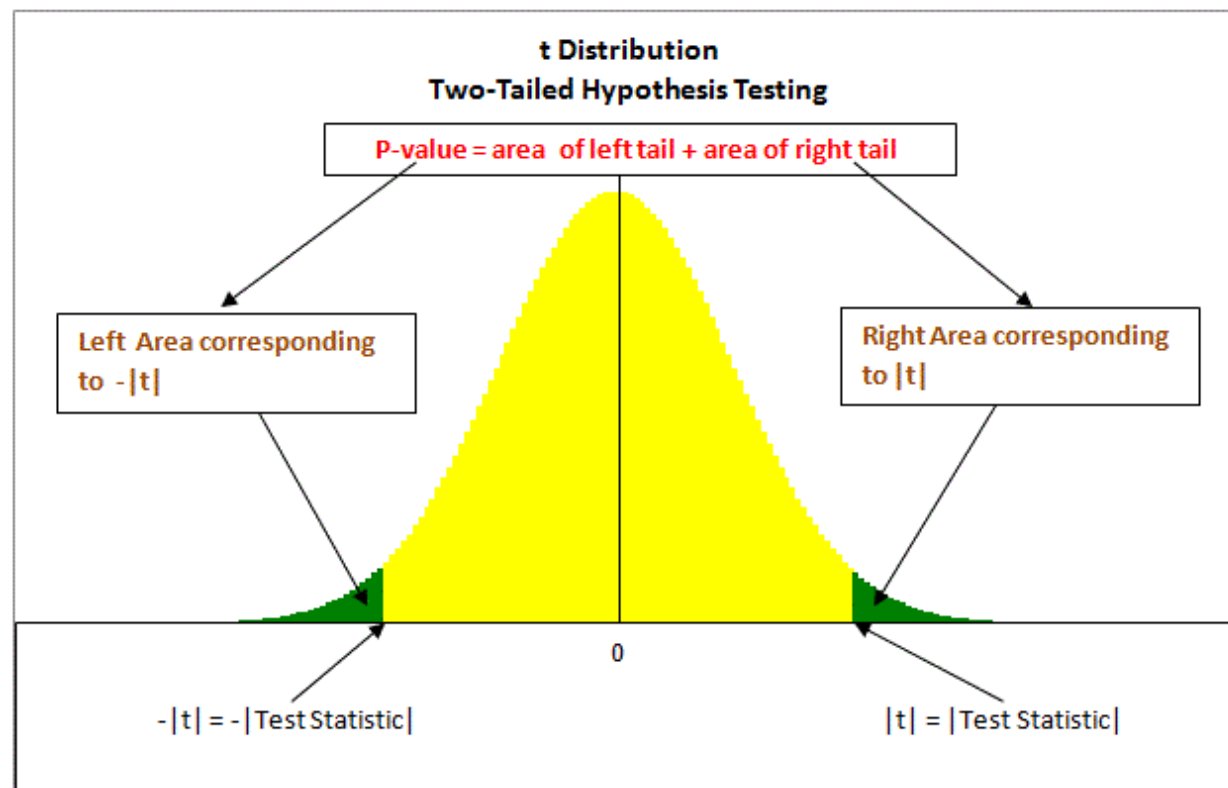 t Distribution
Two-Tailed Hypothesis Testing
P-value = area of left tail + area of right tail
Left Area corresponding
to -|t|
Right Area corresponding
to |t|
0
-|t| = -|Test Statistic|
|t| = |Test Statistic|